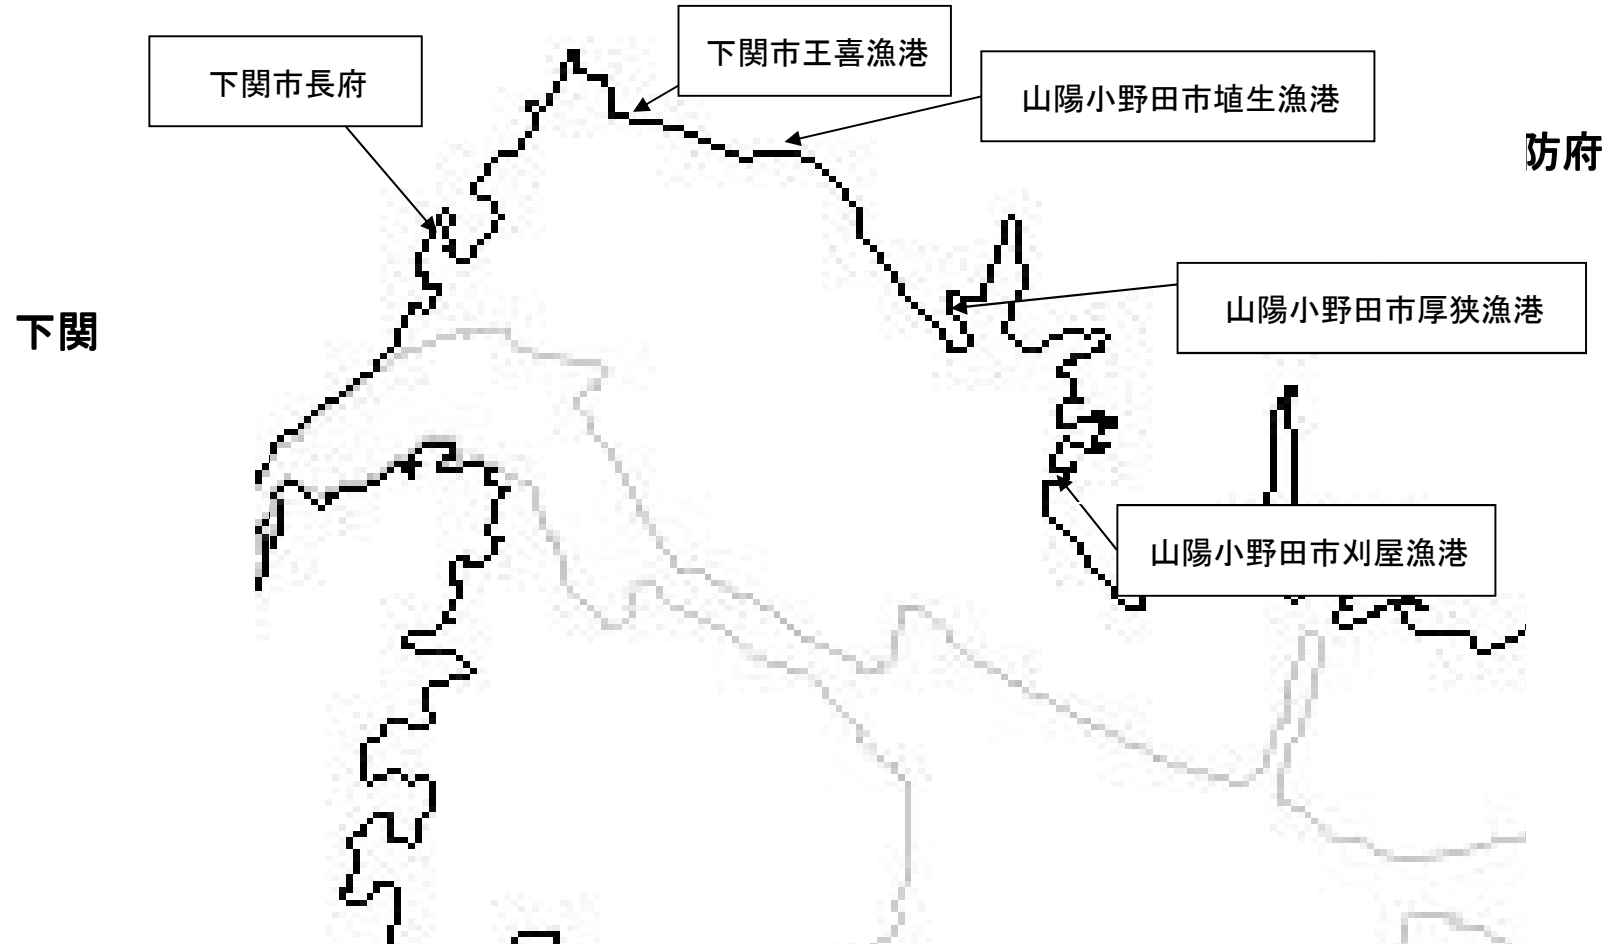 下関市王喜漁港
下関市長府
山陽小野田市埴生漁港
防府
山陽小野田市厚狭漁港
下関
山陽小野田市刈屋漁港